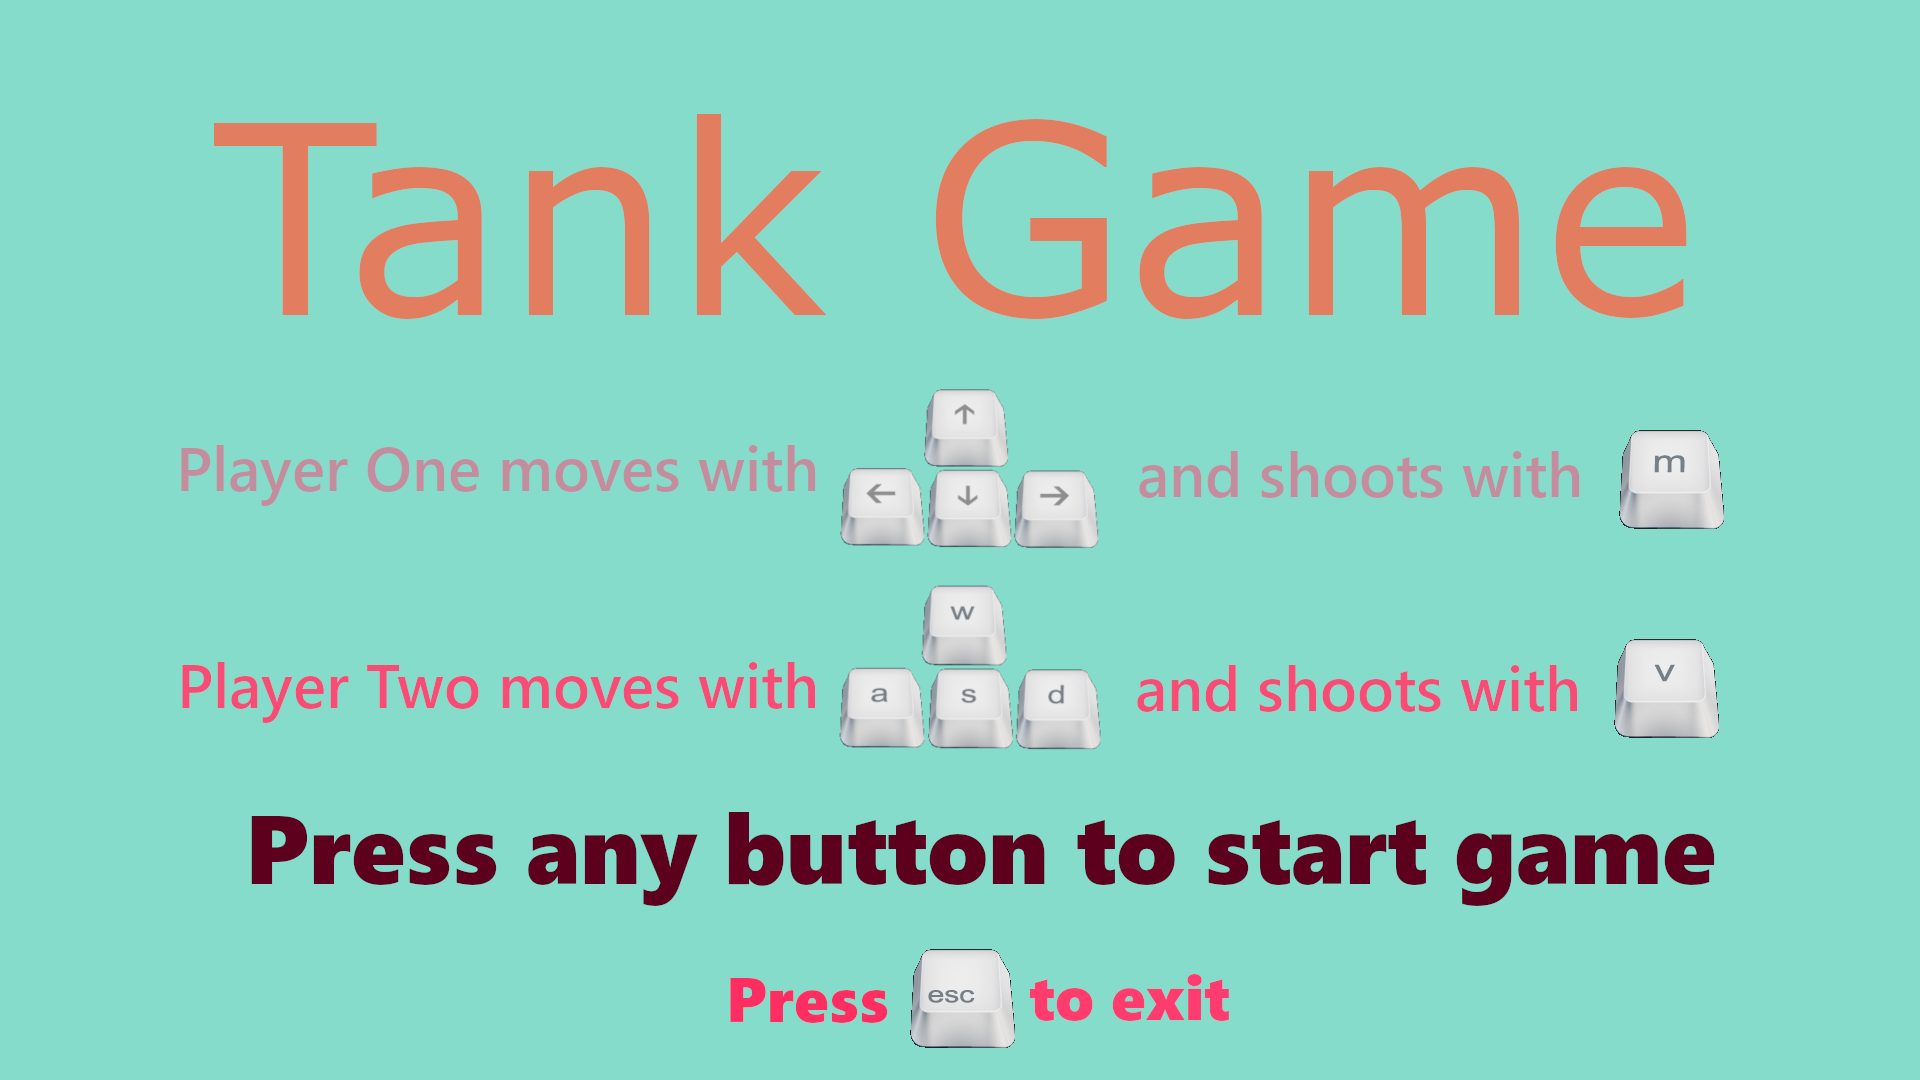 Tank Game
↑
Player One moves with ← ↓ → and shoots with m
w
Player Two moves with a s d and shoots with v
Press any button to start game
Press esc to exit